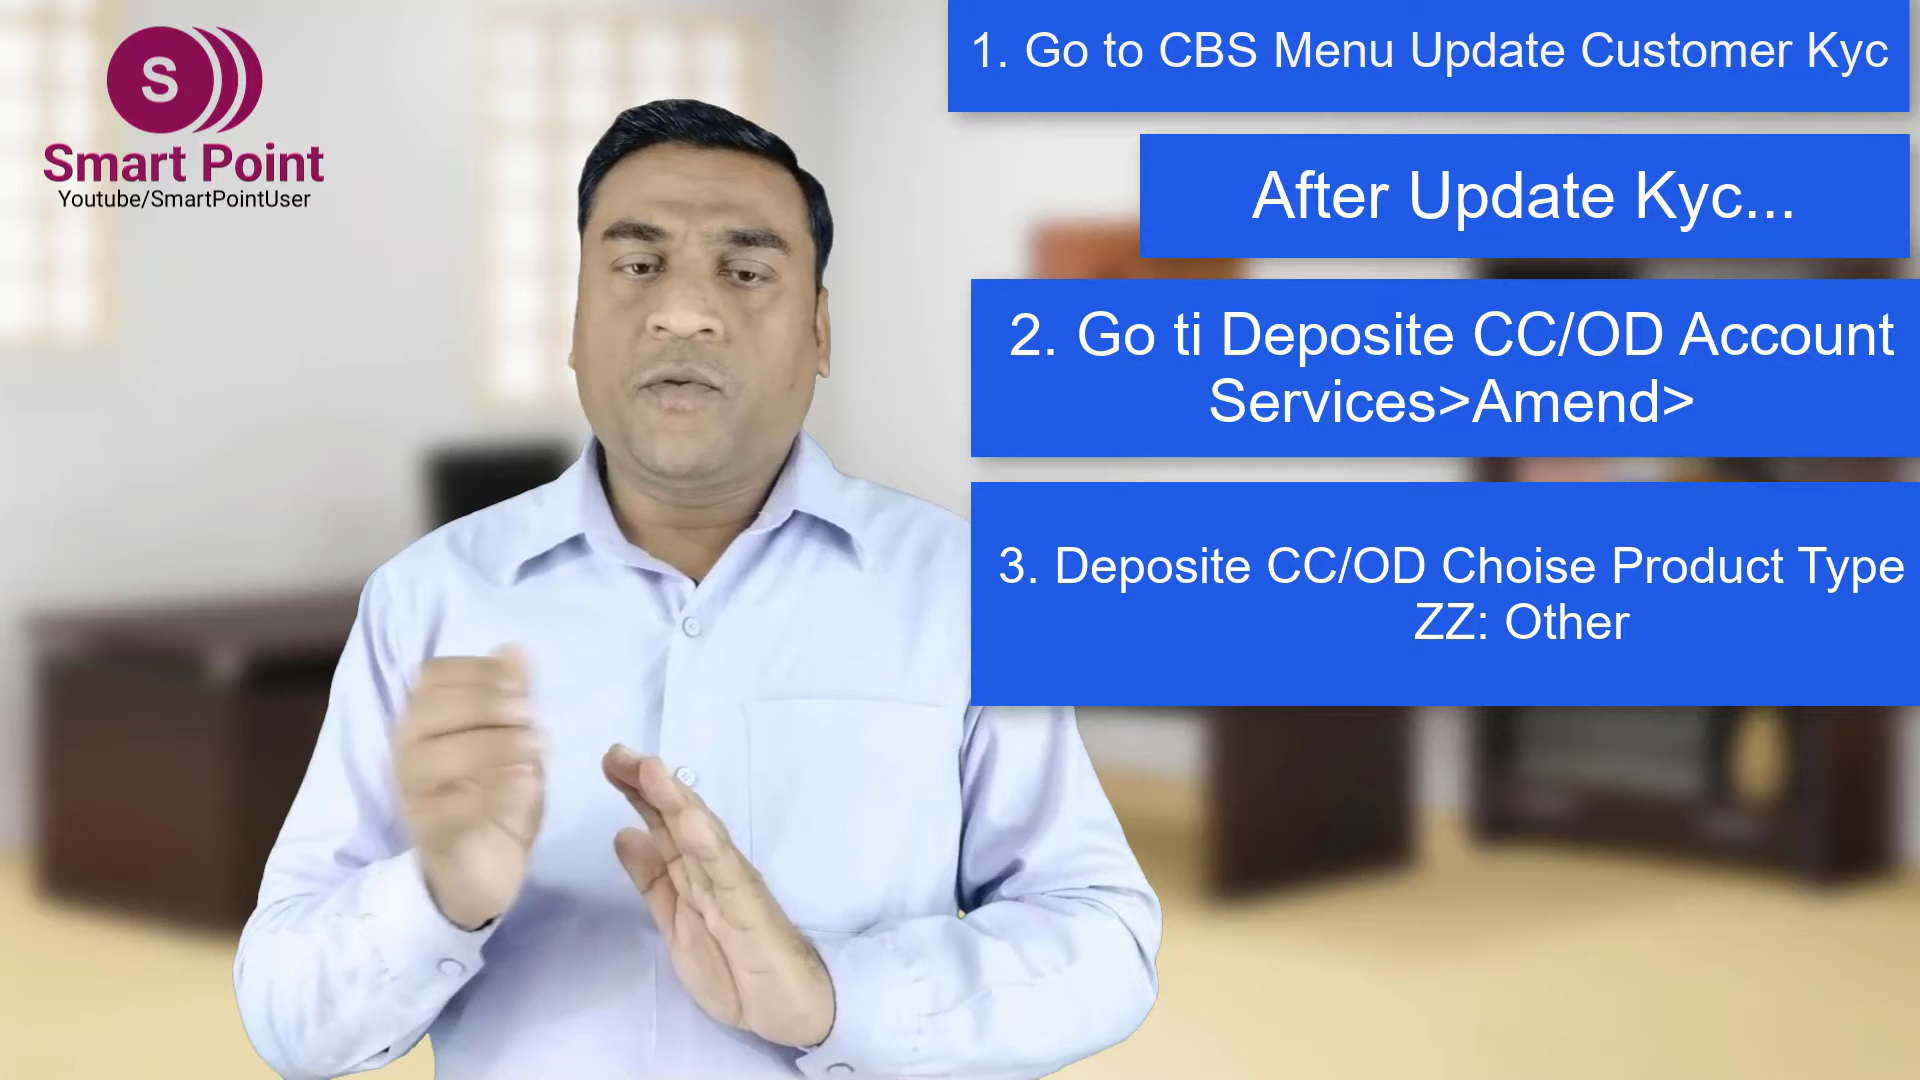 S
Smart Point
Youtube/SmartPointUser
1. Go to CBS Menu Update Customer Kyc
After Update Kyc...
2. Go ti Deposite CC/OD Account
Services>Amend>
3. Deposite CC/OD Choise Product Type
ZZ: Other